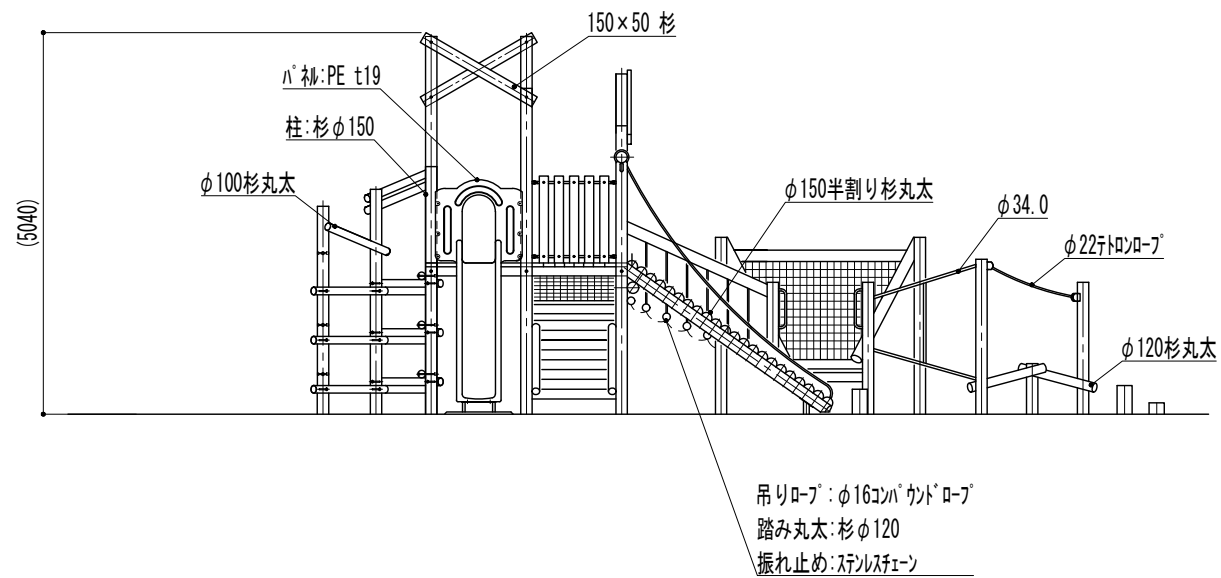 150×50 杉
ﾊﾟﾈﾙ:PE t19
柱:杉φ150
φ100杉丸太
φ150半割り杉丸太
φ34.0
φ22ﾃﾄﾛﾝﾛｰﾌﾟ
(5040)
φ120杉丸太
吊りﾛｰﾌﾟ:φ16ｺﾝﾊﾟｳﾝﾄﾞﾛｰﾌﾟ
踏み丸太:杉φ120
振れ止め:ｽﾃﾝﾚｽﾁｪｰﾝ